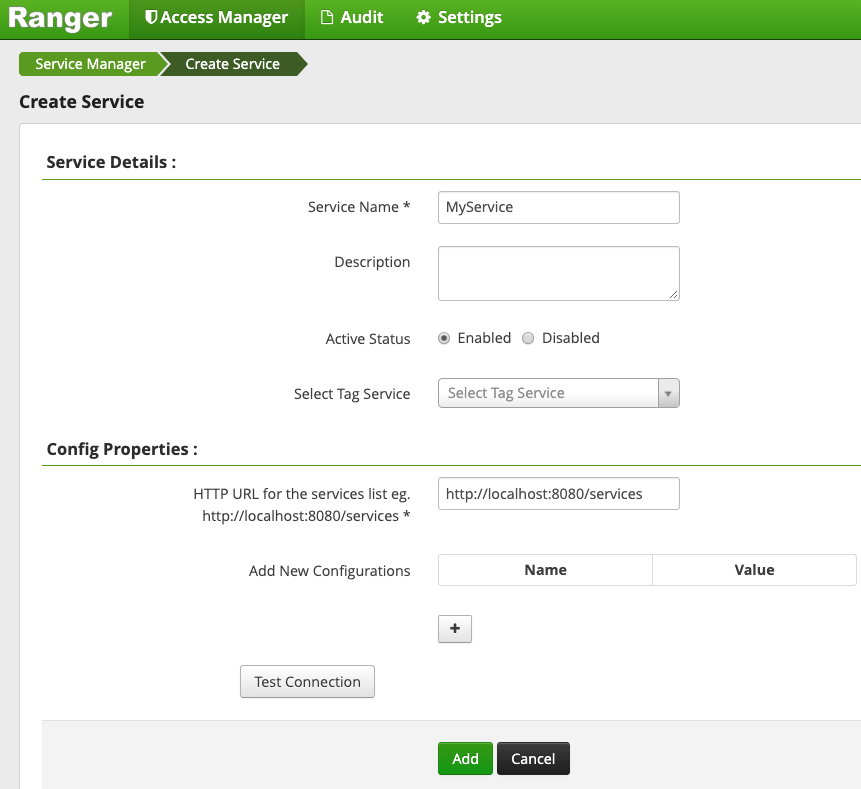 Ranger Access Manager Audit Settings
Service Manager Create Service
Create Service
Service Details :
Service Name * MyService
Description
Active Status Enabled Disabled
Select Tag Service Select Tag Service
Config Properties :
HTTP URL for the services list eg. http://localhost:8080/services
http://localhost:8080/services *
Add New Configurations Name Value
+
Test Connection
Add Cancel